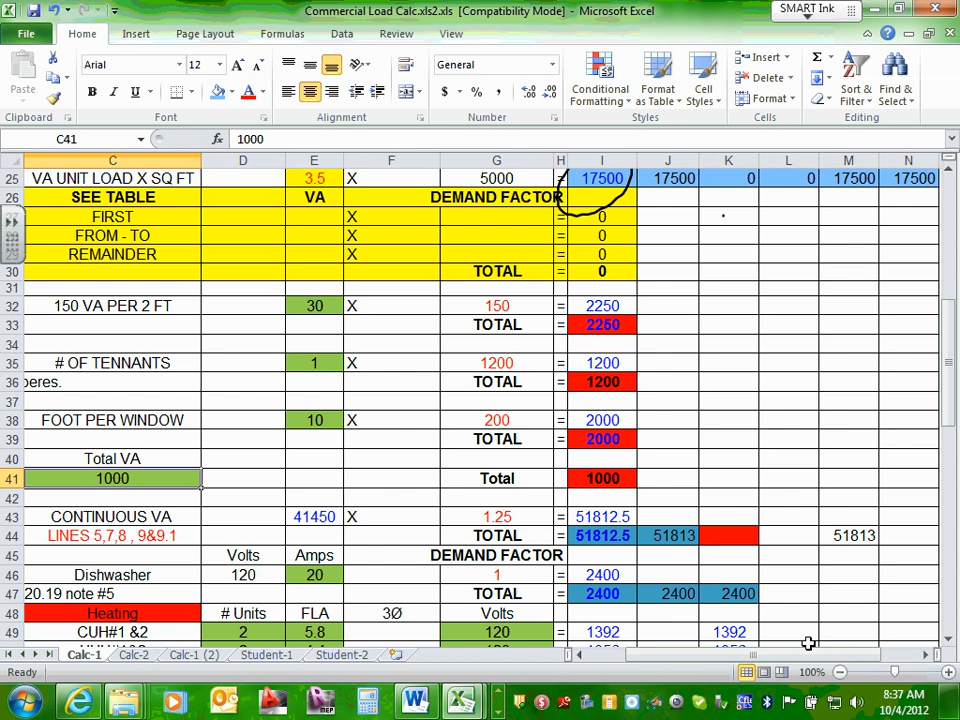 Commercial Load Calc.xls2.xls [Compatibility Mode] - Microsoft Excel
SMART Ink
File Home Insert Page Layout Formulas Data Review View
Paste
Arial 12
General
B I U
$ % ,
Conditional Formatting
Format as Table
Cell Styles
Insert
Delete
Format
Sort & Filter
Find & Select
Clipboard Font Alignment Number Styles Cells Editing
C41 fx 1000
C D E F G H I J K L M N
25 VA UNIT LOAD X SQ FT 3.5 X 5000 = 17500 17500 0 0 17500 17500
26 SEE TABLE VA DEMAND FACTOR
27 FIRST X = 0
28 FROM - TO X = 0
29 REMAINDER X = 0
30 TOTAL = 0
31
32 150 VA PER 2 FT 30 X 150 = 2250
33 TOTAL = 2250
34
35 # OF TENNANTS 1 X 1200 = 1200
36 peres. TOTAL = 1200
37
38 FOOT PER WINDOW 10 X 200 = 2000
39 TOTAL = 2000
40 Total VA
41 1000 Total 1000
42
43 CONTINUOUS VA 41450 X 1.25 = 51812.5
44 LINES 5,7,8 , 9&9.1 TOTAL = 51812.5 51813 51813
45 Volts Amps DEMAND FACTOR
46 Dishwasher 120 20 1 = 2400
47 20.19 note #5 TOTAL = 2400 2400 2400
48 Heating # Units FLA 3Ø Volts
49 CUH#1 &2 2 5.8 120 = 1392 1392
Calc-1 Calc-2 Calc-1 (2) Student-1 Student-2
Ready 100%
8:37 AM
10/4/2012